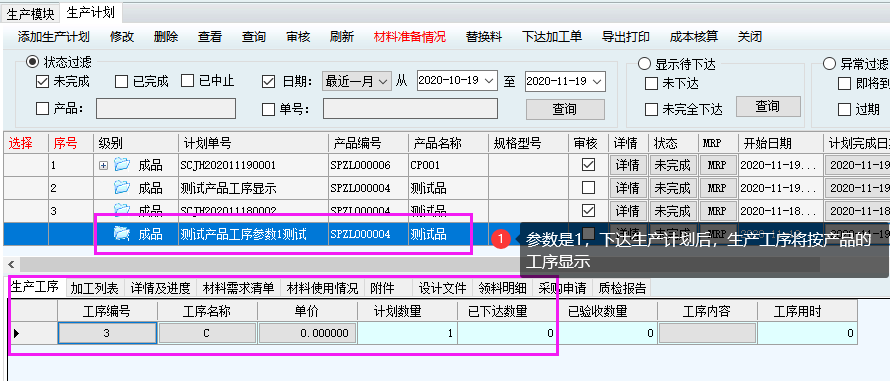 生产模块 生产计划
添加生产计划 修改 删除 查看 查询 审核 刷新 材料准备情况 替换料 下达加工单 导出打印 成本核算 关闭
状态过滤 显示待下达 异常过滤
未完成 已完成 已中止 日期: 最近一月 从 2020-10-19 至 2020-11-19 未下达 即将到
产品: 单号: 查询 未完全下达 查询 过期
选择 序号 级别 计划单号 产品编号 产品名称 规格型号 审核 详情 状态 MRP 开始日期 计划完成日
1 成品 SCJH202011190001 SPZL000006 CP001 详情 未完成 MRP 2020-11-19... 2020-11-19
2 成品 测试产品工序显示 SPZL000004 测试品 详情 未完成 MRP 2020-11-19... 2020-11-19
3 成品 SCJH202011180002 SPZL000004 测试品 详情 未完成 MRP 2020-11-18... 2020-11-18
成品 测试产品工序参数1测试 SPZL000004 测试品
1 参数是1，下达生产计划后，生产工序将按产品的
工序显示
生产工序 加工列表 详情及进度 材料需求清单 材料使用情况 附件 设计文件 领料明细 采购申请 质检报告
工序编号 工序名称 单价 计划数量 已下达数量 已验收数量 工序内容 工序用时
3 C 0.000000 1 0 0 0